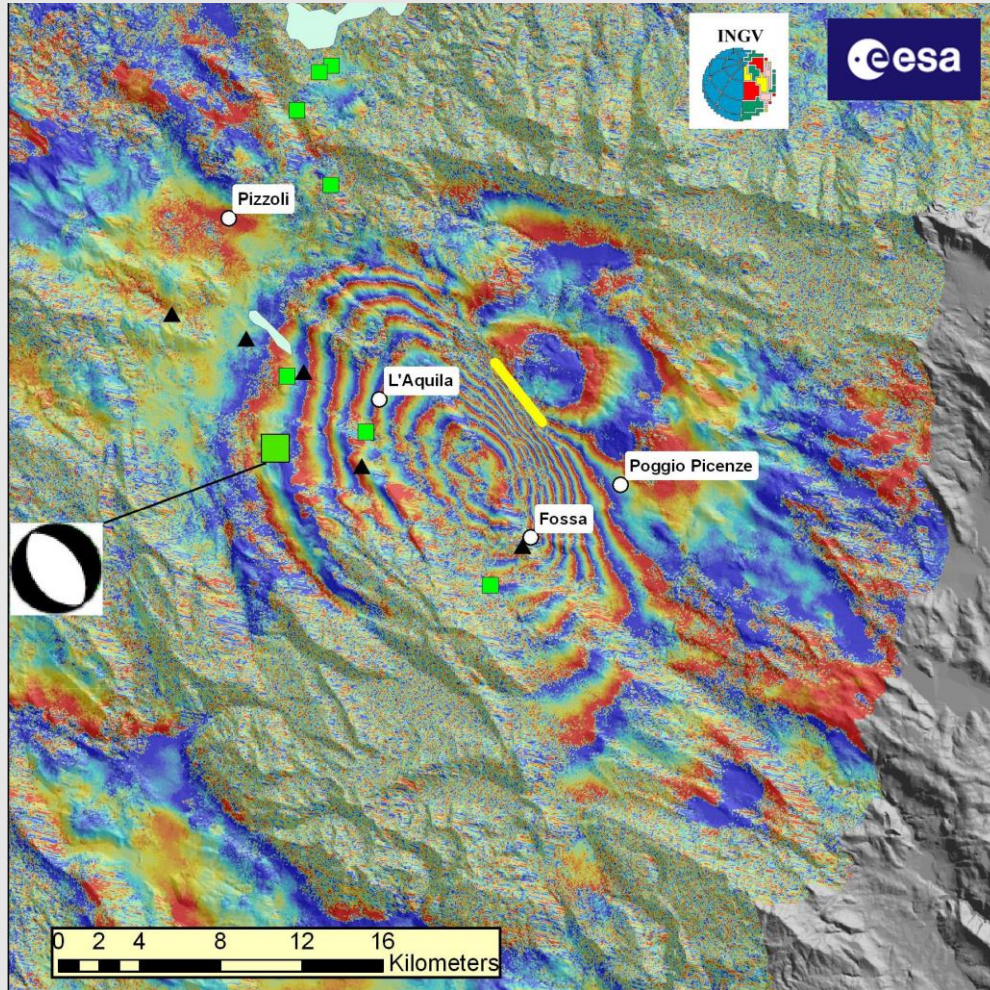 INGV
esa
Pizzoli
L'Aquila
Poggio Picenze
Fossa
0 2 4 8 12 16
Kilometers